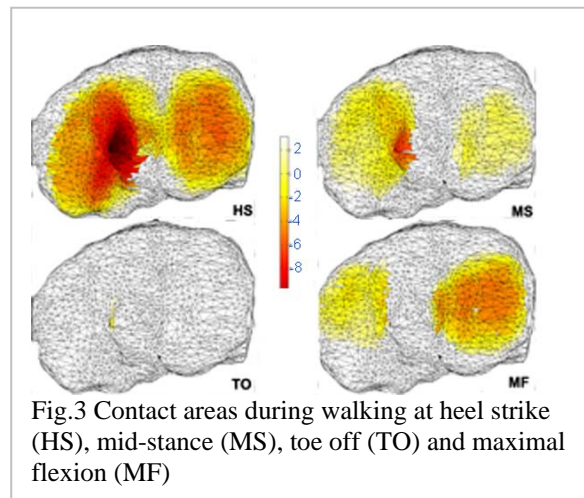 HS
MS
2
0
-2
-4
-6
-8
TO
MF
Fig.3 Contact areas during walking at heel strike
(HS), mid-stance (MS), toe off (TO) and maximal
flexion (MF)